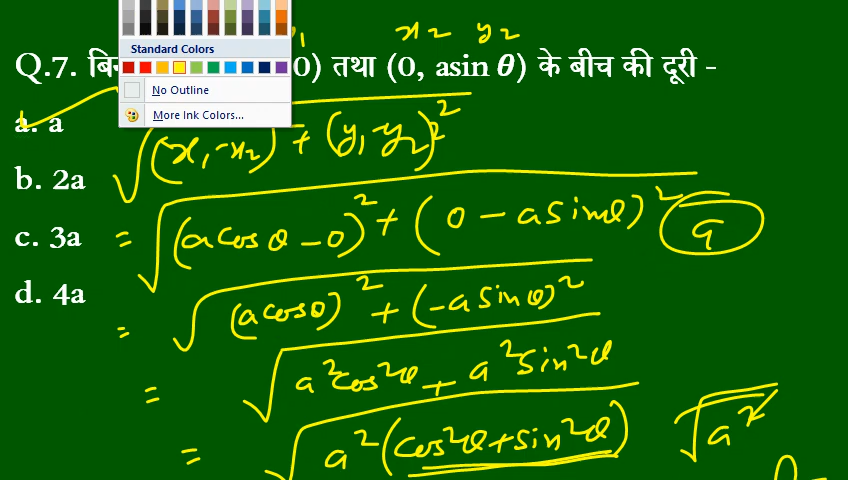 x₂ y₂
Q.7. 0) तथा (0, asin θ) के बीच की दूरी -
Standard Colors
No Outline
More Ink Colors...
a. a
√(x₁-x₂)² + (y₁-y₂)²
b. 2a
= √(acosθ-0)² + (0-asinθ)²
a
c. 3a
d. 4a
= √(acosθ)² + (-asinθ)²
= √a²cos²θ + a²sin²θ
= √a²(cos²θ+sin²θ)
√a²